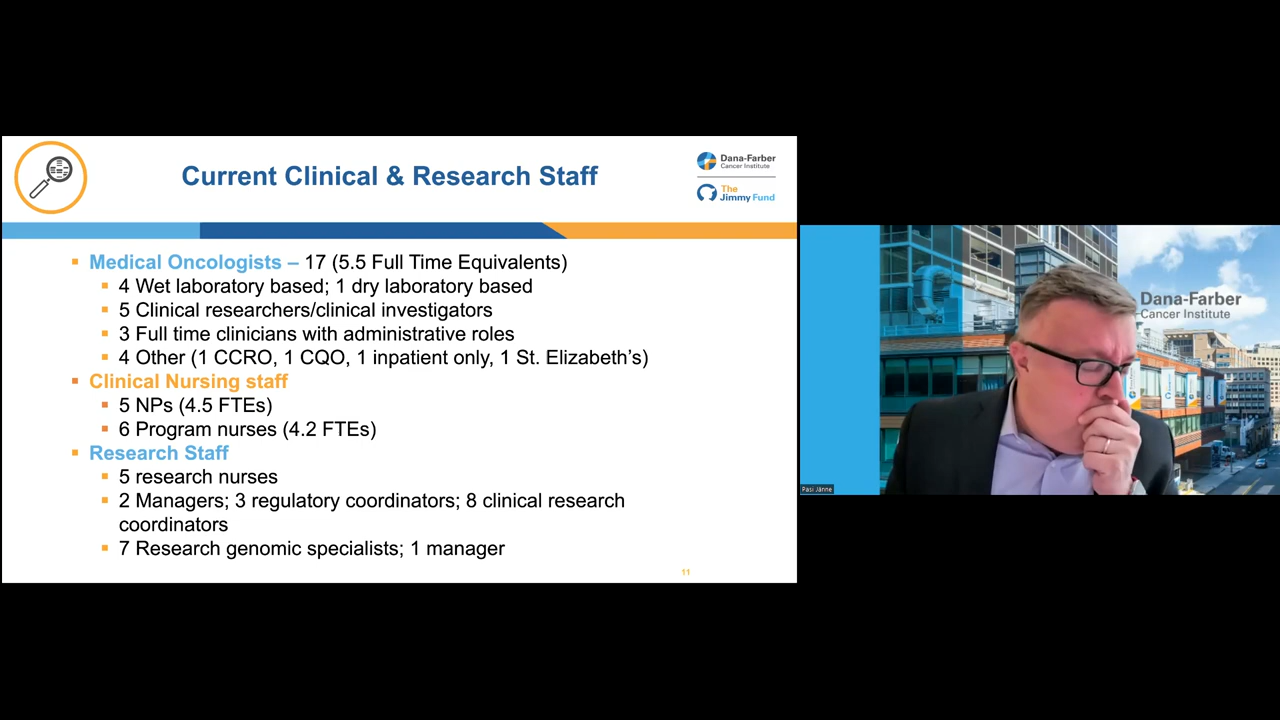 Current Clinical & Research Staff
Dana-Farber
Cancer Institute
The
Jimmy Fund
Medical Oncologists – 17 (5.5 Full Time Equivalents)
4 Wet laboratory based; 1 dry laboratory based
5 Clinical researchers/clinical investigators
3 Full time clinicians with administrative roles
4 Other (1 CCRO, 1 CQO, 1 inpatient only, 1 St. Elizabeth’s)
Clinical Nursing staff
5 NPs (4.5 FTEs)
6 Program nurses (4.2 FTEs)
Research Staff
5 research nurses
2 Managers; 3 regulatory coordinators; 8 clinical research
coordinators
7 Research genomic specialists; 1 manager
11
Dana-Farber
Cancer Institute
Pasi Jänne